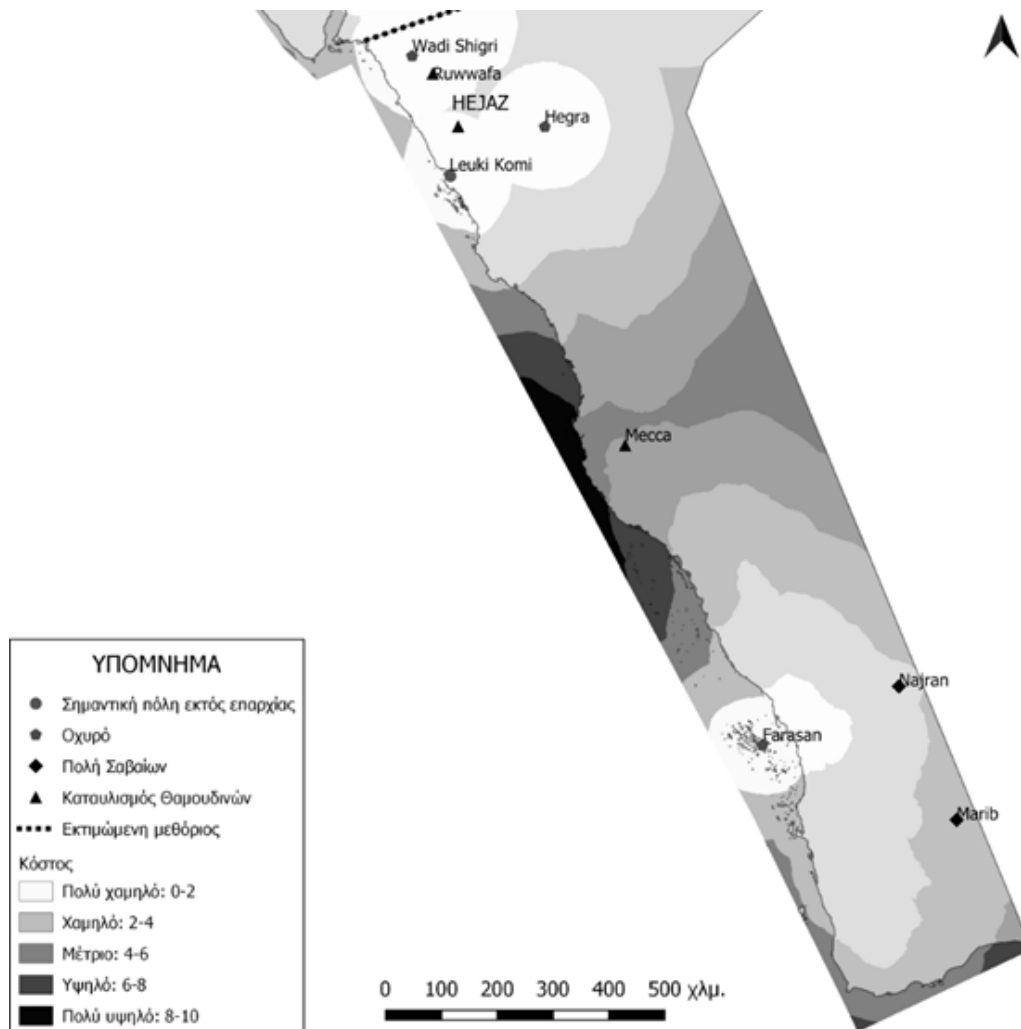 Wadi Shigri
Ruwwafa
HEJAZ
Hegra
Leuki Komi
Mecca
Najran
Farasan
Marib
ΥΠΟΜΝΗΜΑ
Σημαντική πόλη εκτός επαρχίας
Οχυρό
Πολή Σαβαίων
Καταυλισμός Θαμουδινών
Εκτιμώμενη μεθόριος
Κόστος
Πολύ χαμηλό: 0-2
Χαμηλό: 2-4
Μέτριο: 4-6
Υψηλό: 6-8
Πολύ υψηλό: 8-10
0 100 200 300 400 500 χλμ.